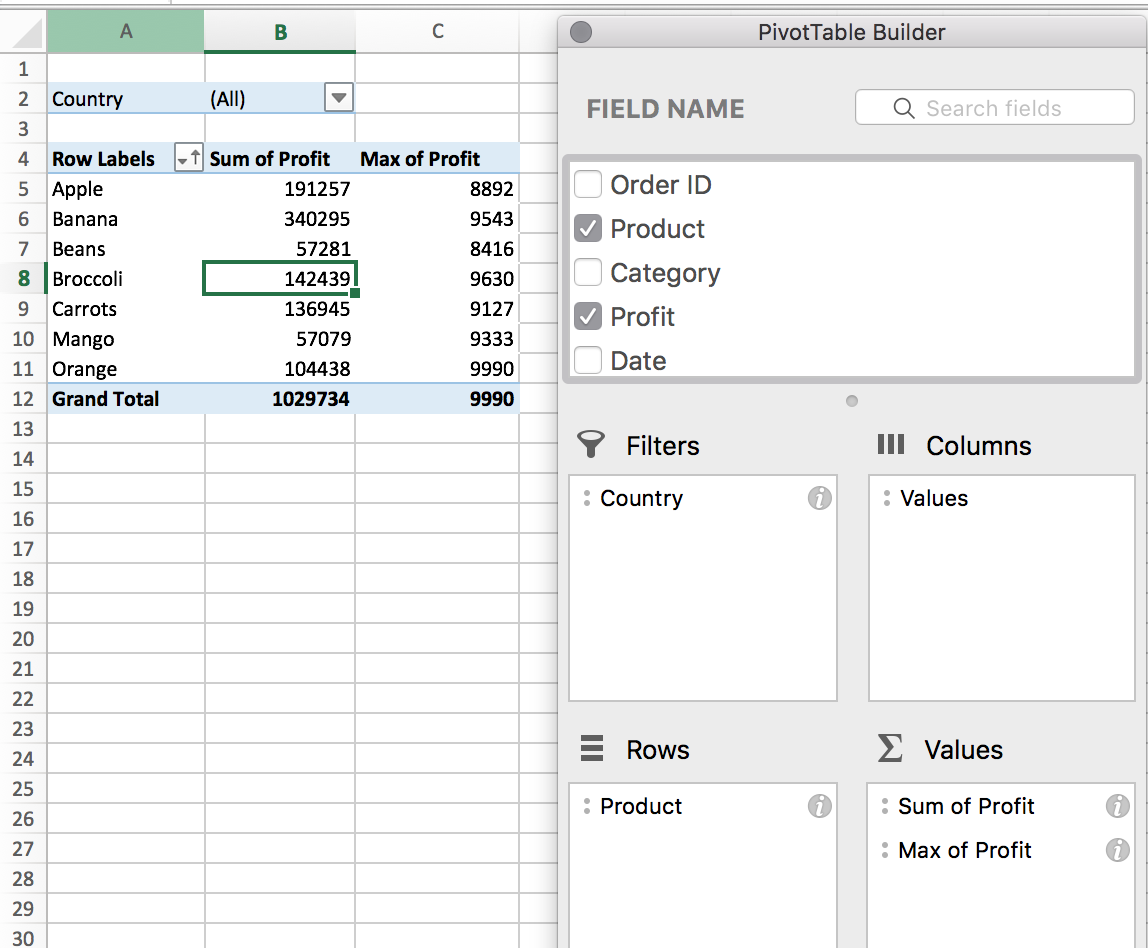 A B C
1
2 Country (All)
3
4 Row Labels Sum of Profit Max of Profit
5 Apple 191257 8892
6 Banana 340295 9543
7 Beans 57281 8416
8 Broccoli 142439 9630
9 Carrots 136945 9127
10 Mango 57079 9333
11 Orange 104438 9990
12 Grand Total 1029734 9990
13
14
15
16
17
18
19
20
21
22
23
24
25
26
27
28
29
30
PivotTable Builder
FIELD NAME Search fields
Order ID
Product
Category
Profit
Date
Filters Columns
Country i Values
Rows Σ Values
Product i Sum of Profit i
Max of Profit i